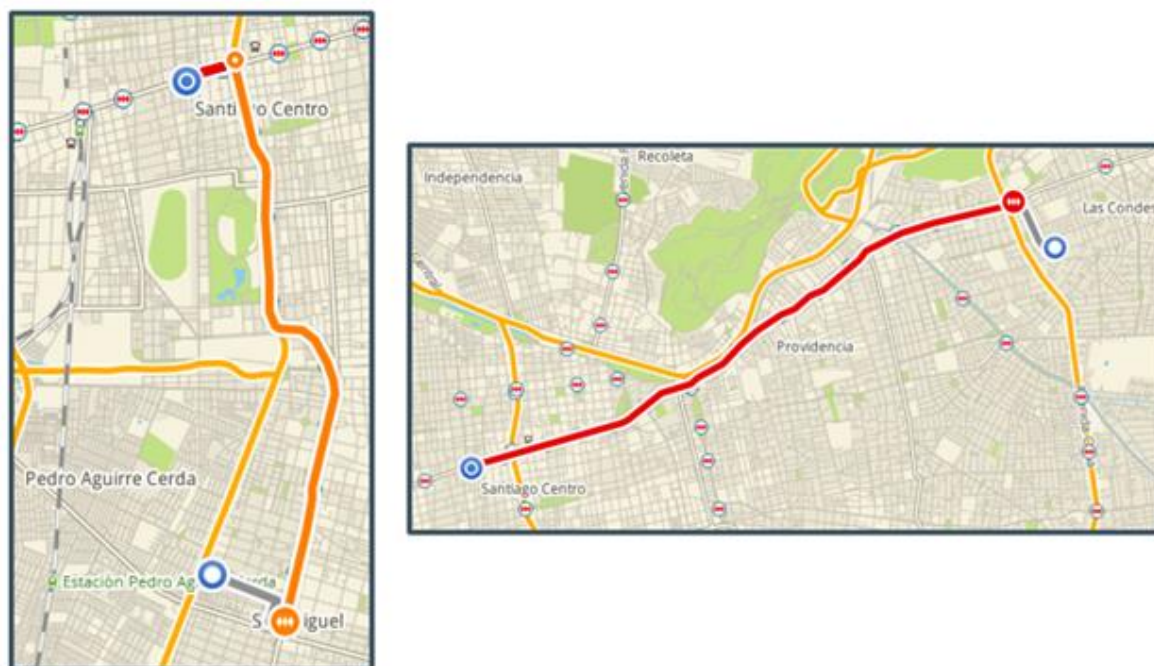 Santi o Centro
Pedro Aguirre Cerda
Estación Pedro Ag erda
S iguel
Recoleta
Independencia
Las Condes
Providencia
Santiago Centro